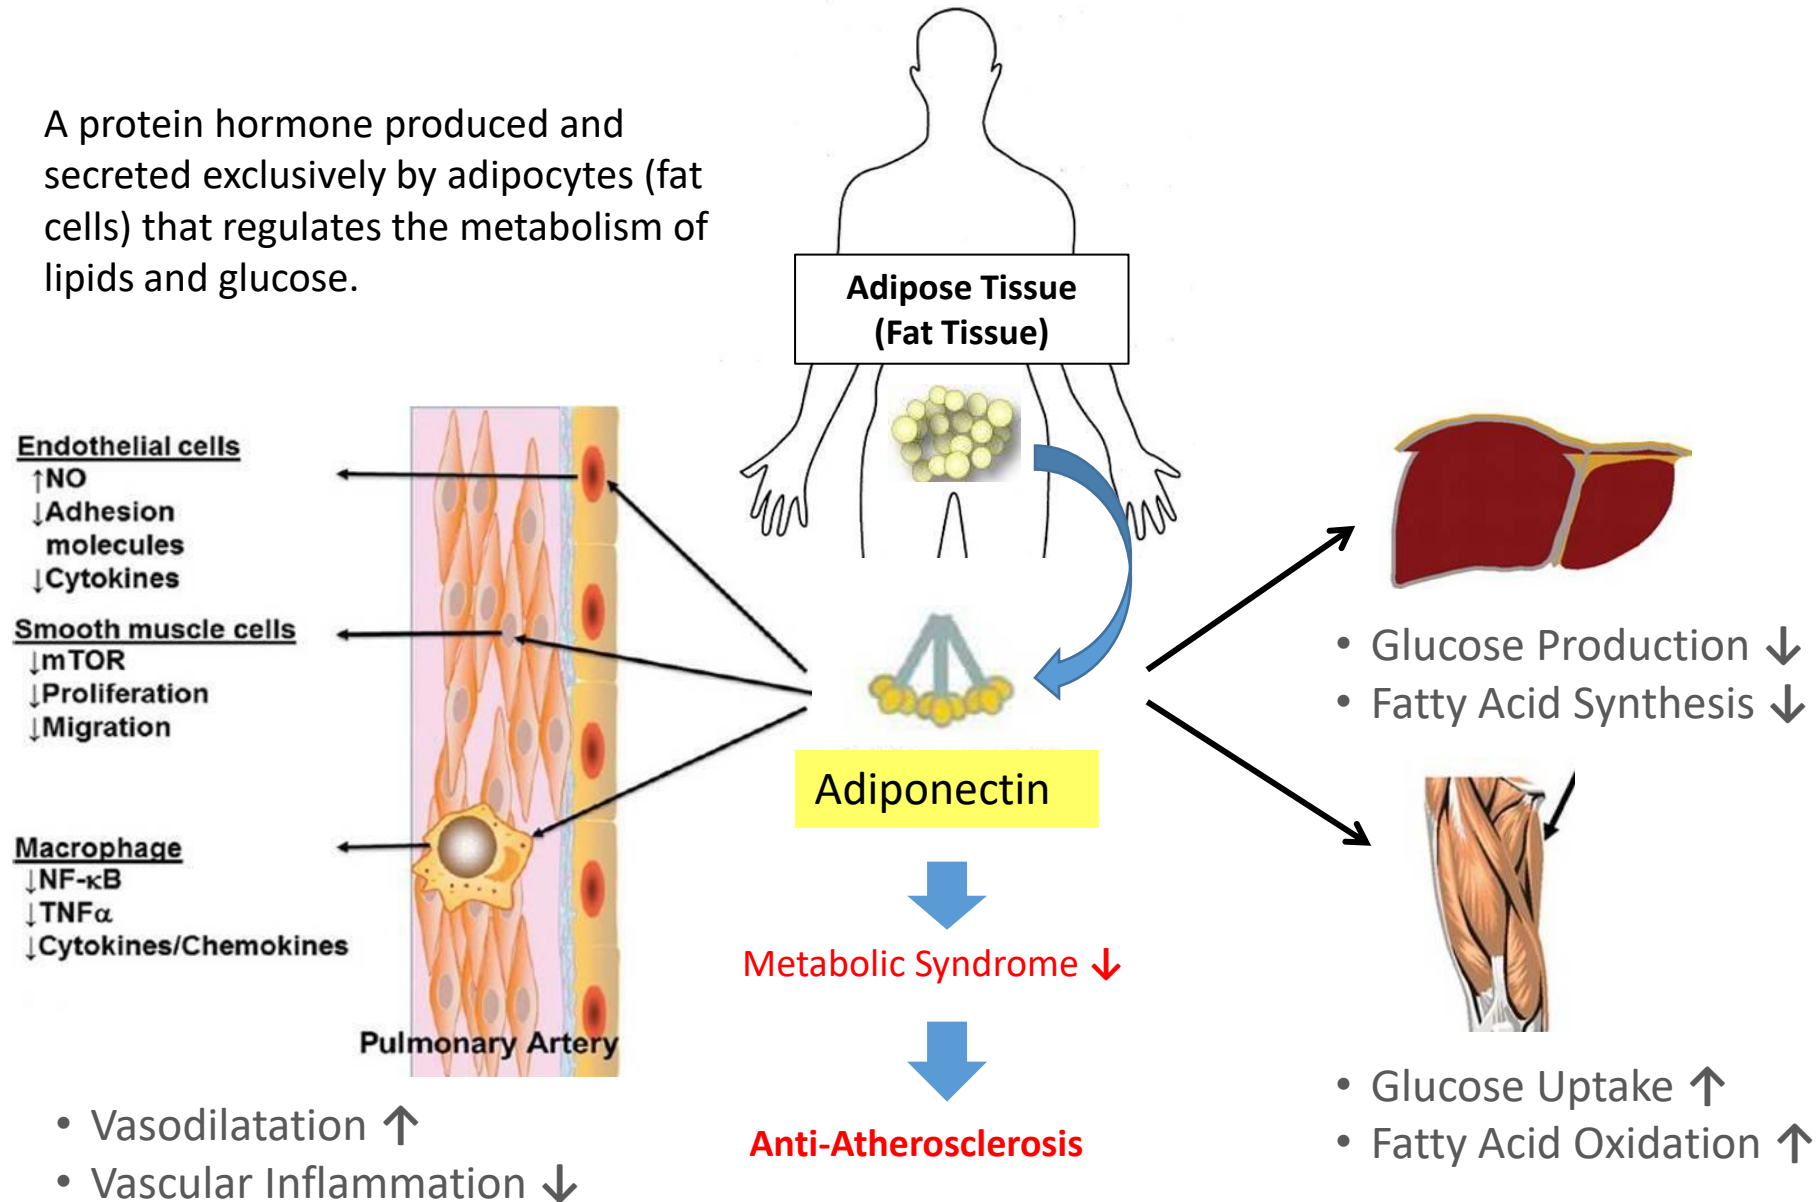 A protein hormone produced and
secreted exclusively by adipocytes (fat
cells) that regulates the metabolism of
lipids and glucose.
Adipose Tissue
(Fat Tissue)
Endothelial cells
↑NO
↓Adhesion
molecules
↓Cytokines
Smooth muscle cells
↓mTOR
↓Proliferation
↓Migration
Macrophage
↓NF-κB
↓TNFα
↓Cytokines/Chemokines
Pulmonary Artery
• Vasodilatation ↑
• Vascular Inflammation ↓
Adiponectin
Metabolic Syndrome ↓
Anti-Atherosclerosis
• Glucose Production ↓
• Fatty Acid Synthesis ↓
• Glucose Uptake ↑
• Fatty Acid Oxidation ↑